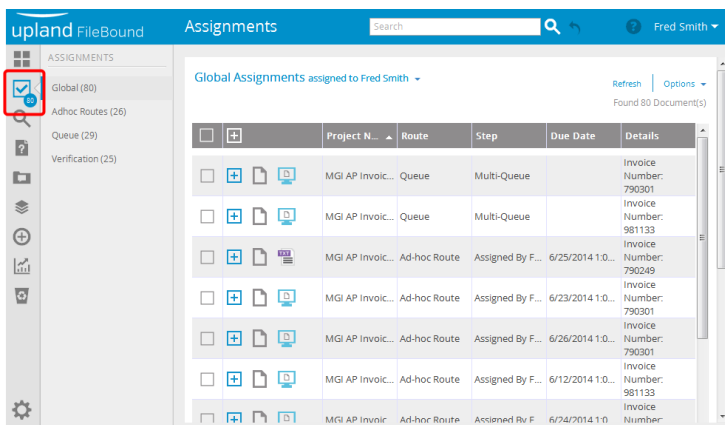 upland FileBound
Assignments
Search
?
Fred Smith
ASSIGNMENTS
Global (80)
80
Adhoc Routes (26)
Queue (29)
Verification (25)
Global Assignments assigned to Fred Smith
Refresh
Options
Found 80 Document(s)
Project N... Route Step Due Date Details
MGI AP Invoic... Queue Multi-Queue Invoice
Number:
790301
MGI AP Invoic... Queue Multi-Queue Invoice
Number:
981133
TXT MGI AP Invoic... Ad-hoc Route Assigned By F... 6/25/2014 1:0... Invoice
Number:
790249
MGI AP Invoic... Ad-hoc Route Assigned By F... 6/23/2014 1:0... Invoice
Number:
790301
MGI AP Invoic... Ad-hoc Route Assigned By F... 6/26/2014 1:0... Invoice
Number:
790301
MGI AP Invoic... Ad-hoc Route Assigned By F... 6/12/2014 1:0... Invoice
Number:
981133
MGI AP Invoic... Ad-hoc Route Assigned By F... 6/24/2014 1:0... Invoice
Number: